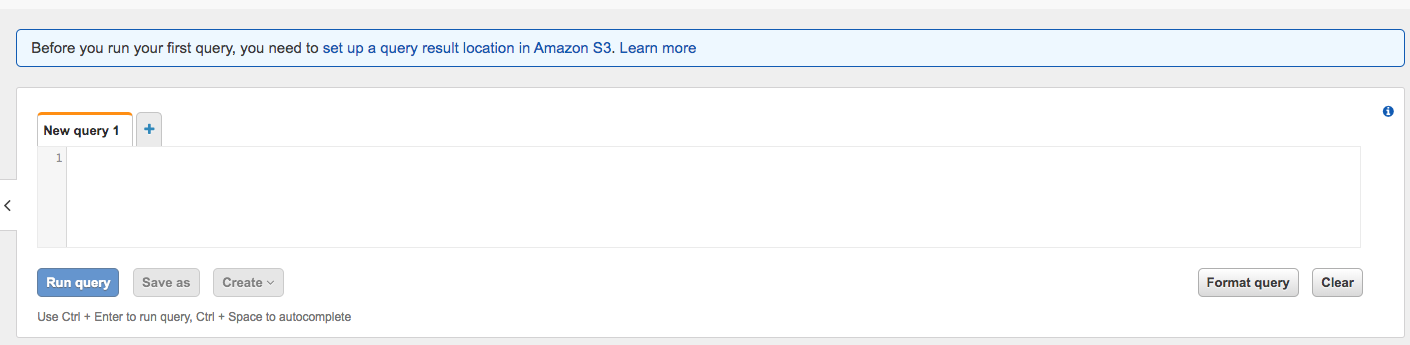 Before you run your first query, you need to set up a query result location in Amazon S3. Learn more
New query 1
1
Run query
Save as
Create
Format query
Clear
Use Ctrl + Enter to run query, Ctrl + Space to autocomplete